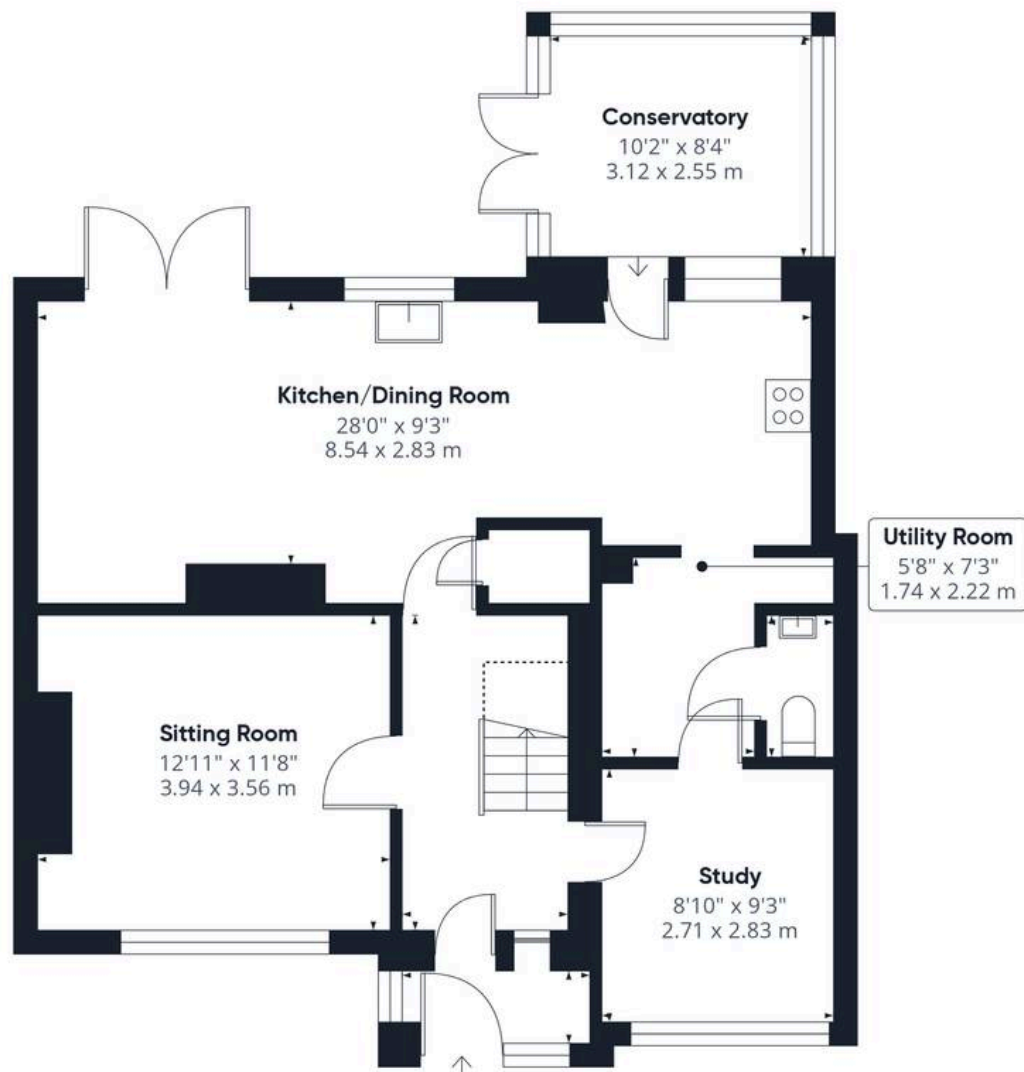 Conservatory
10'2" x 8'4"
3.12 x 2.55 m
Kitchen/Dining Room
28'0" x 9'3"
8.54 x 2.83 m
Utility Room
5'8" x 7'3"
1.74 x 2.22 m
Sitting Room
12'11" x 11'8"
3.94 x 3.56 m
Study
8'10" x 9'3"
2.71 x 2.83 m